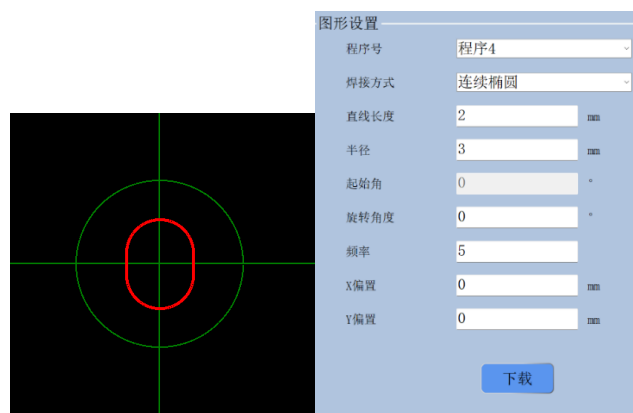 图形设置
程序号 程序4
焊接方式 连续椭圆
直线长度 2 mm
半径 3 mm
起始角 0 °
旋转角度 0 °
频率 5
X偏置 0 mm
Y偏置 0 mm
下载